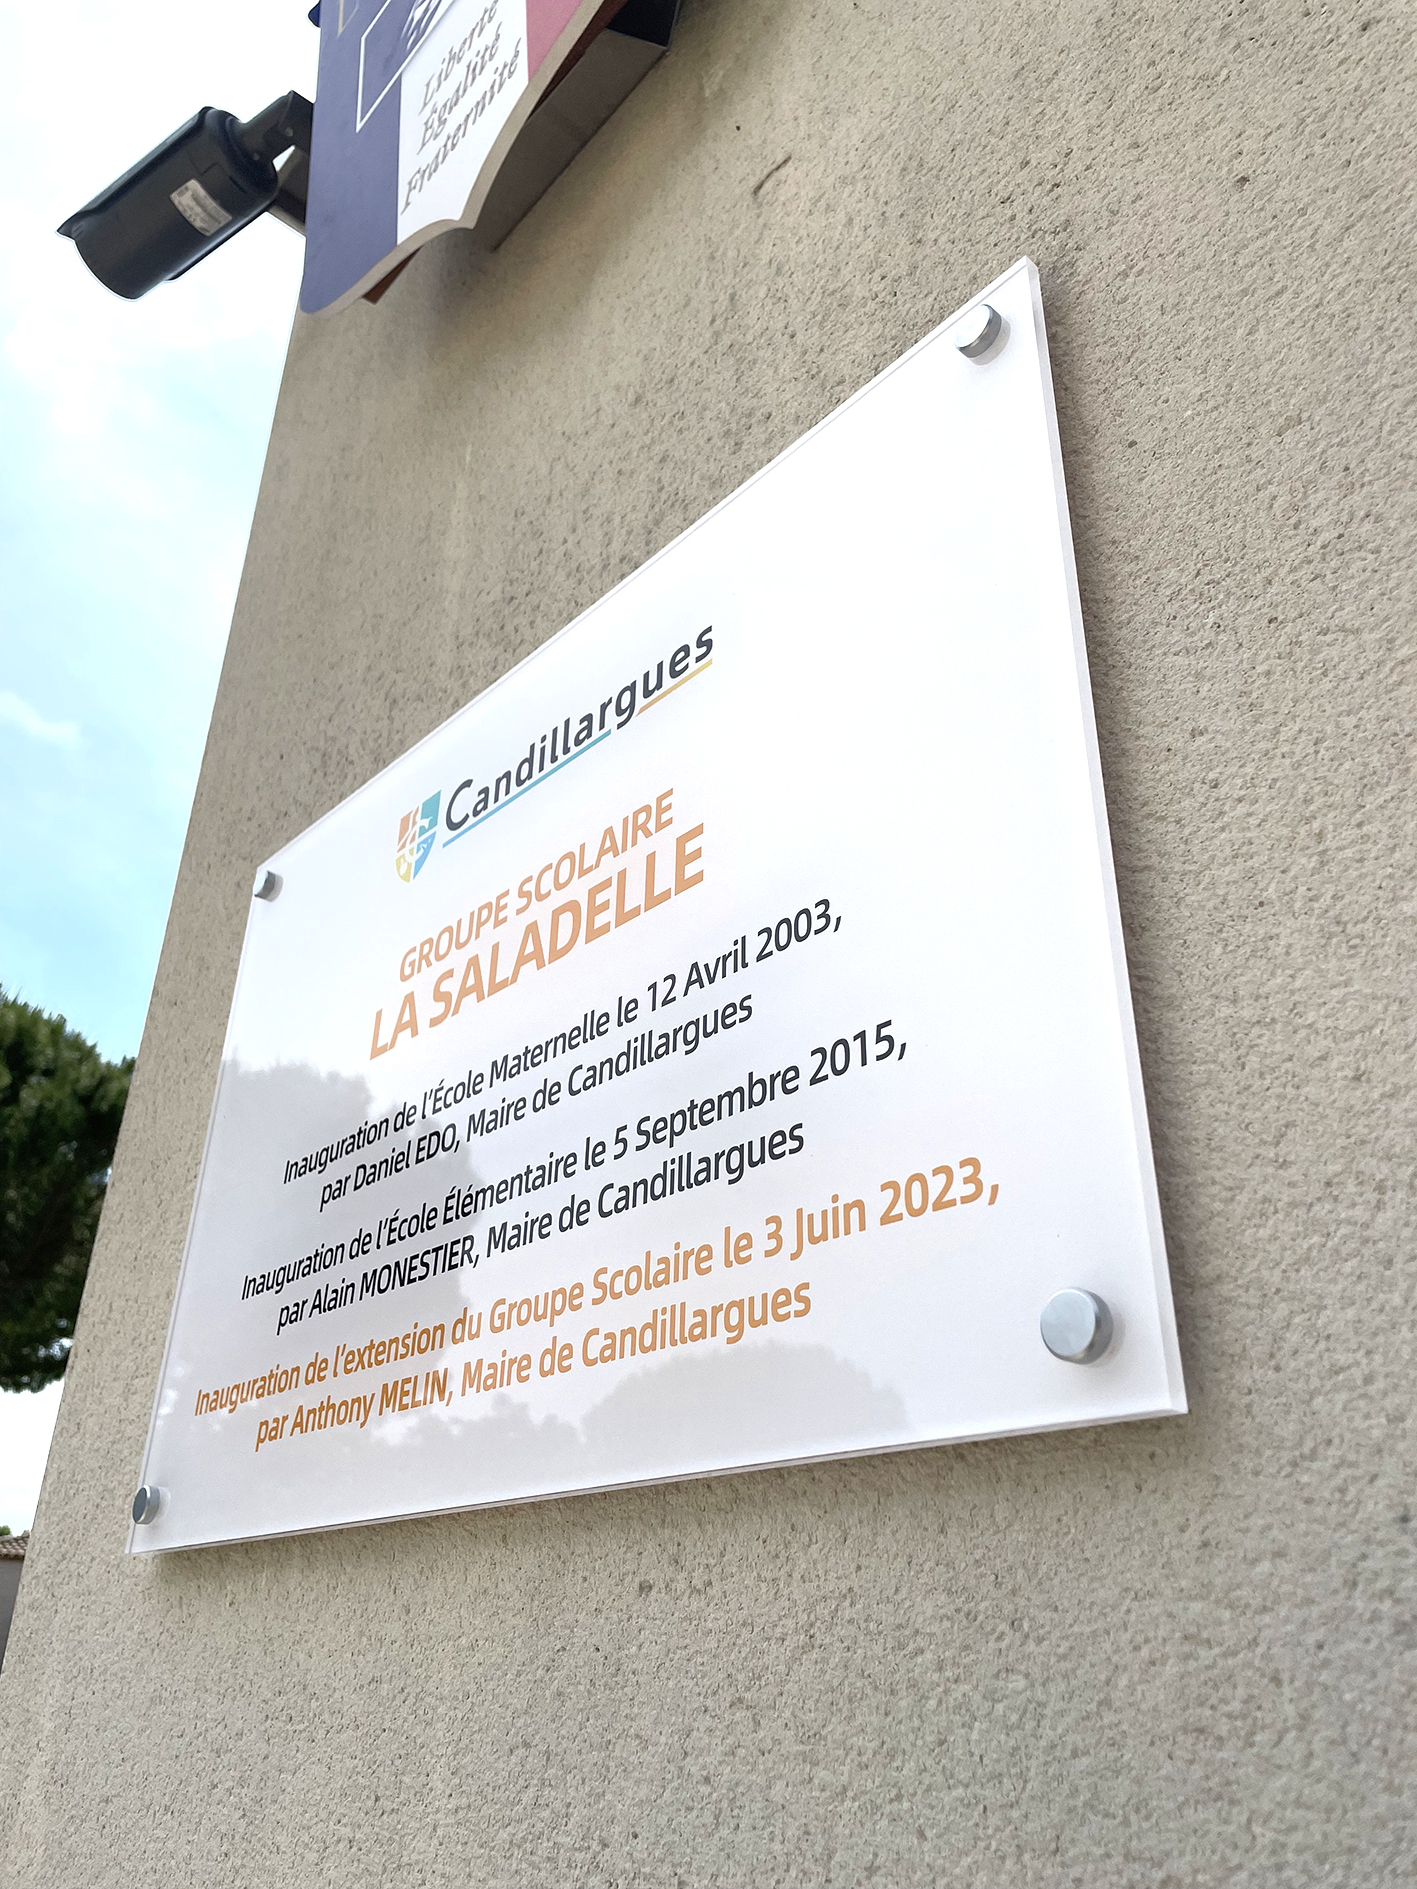 Liberté
Égalité
Fraternité
Candillargues
GROUPE SCOLAIRE
LA SALADELLE
Inauguration de l'École Maternelle le 12 Avril 2003,
par Daniel EDO, Maire de Candillargues
Inauguration de l'École Élémentaire le 5 Septembre 2015,
par Alain MONESTIER, Maire de Candillargues
Inauguration de l'extension du Groupe Scolaire le 3 Juin 2023,
par Anthony MELIN, Maire de Candillargues